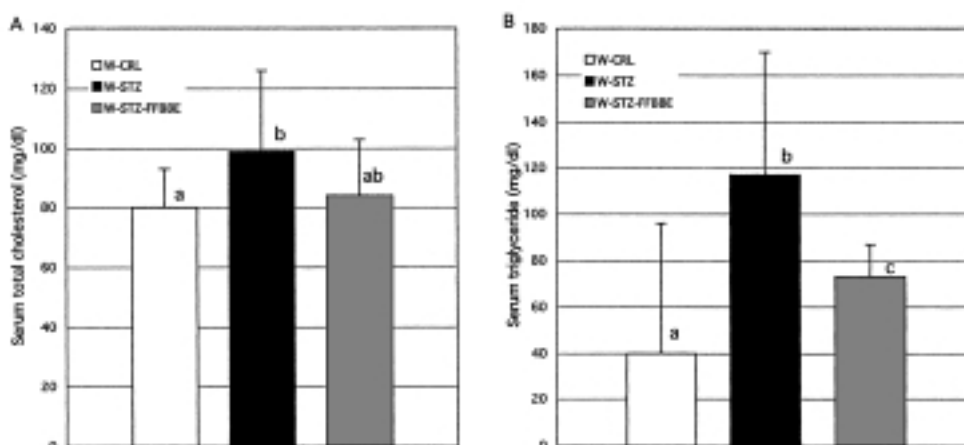 A
Serum total cholesterol (mg/dl)
140
120
100
80
60
40
20
0
W-CRL
W-STZ
W-STZ-FFBBE
a
b
ab
B
Serum triglyceride (mg/dl)
180
160
140
120
100
80
60
40
20
0
W-CRL
W-STZ
W-STZ-FFBBE
a
b
c